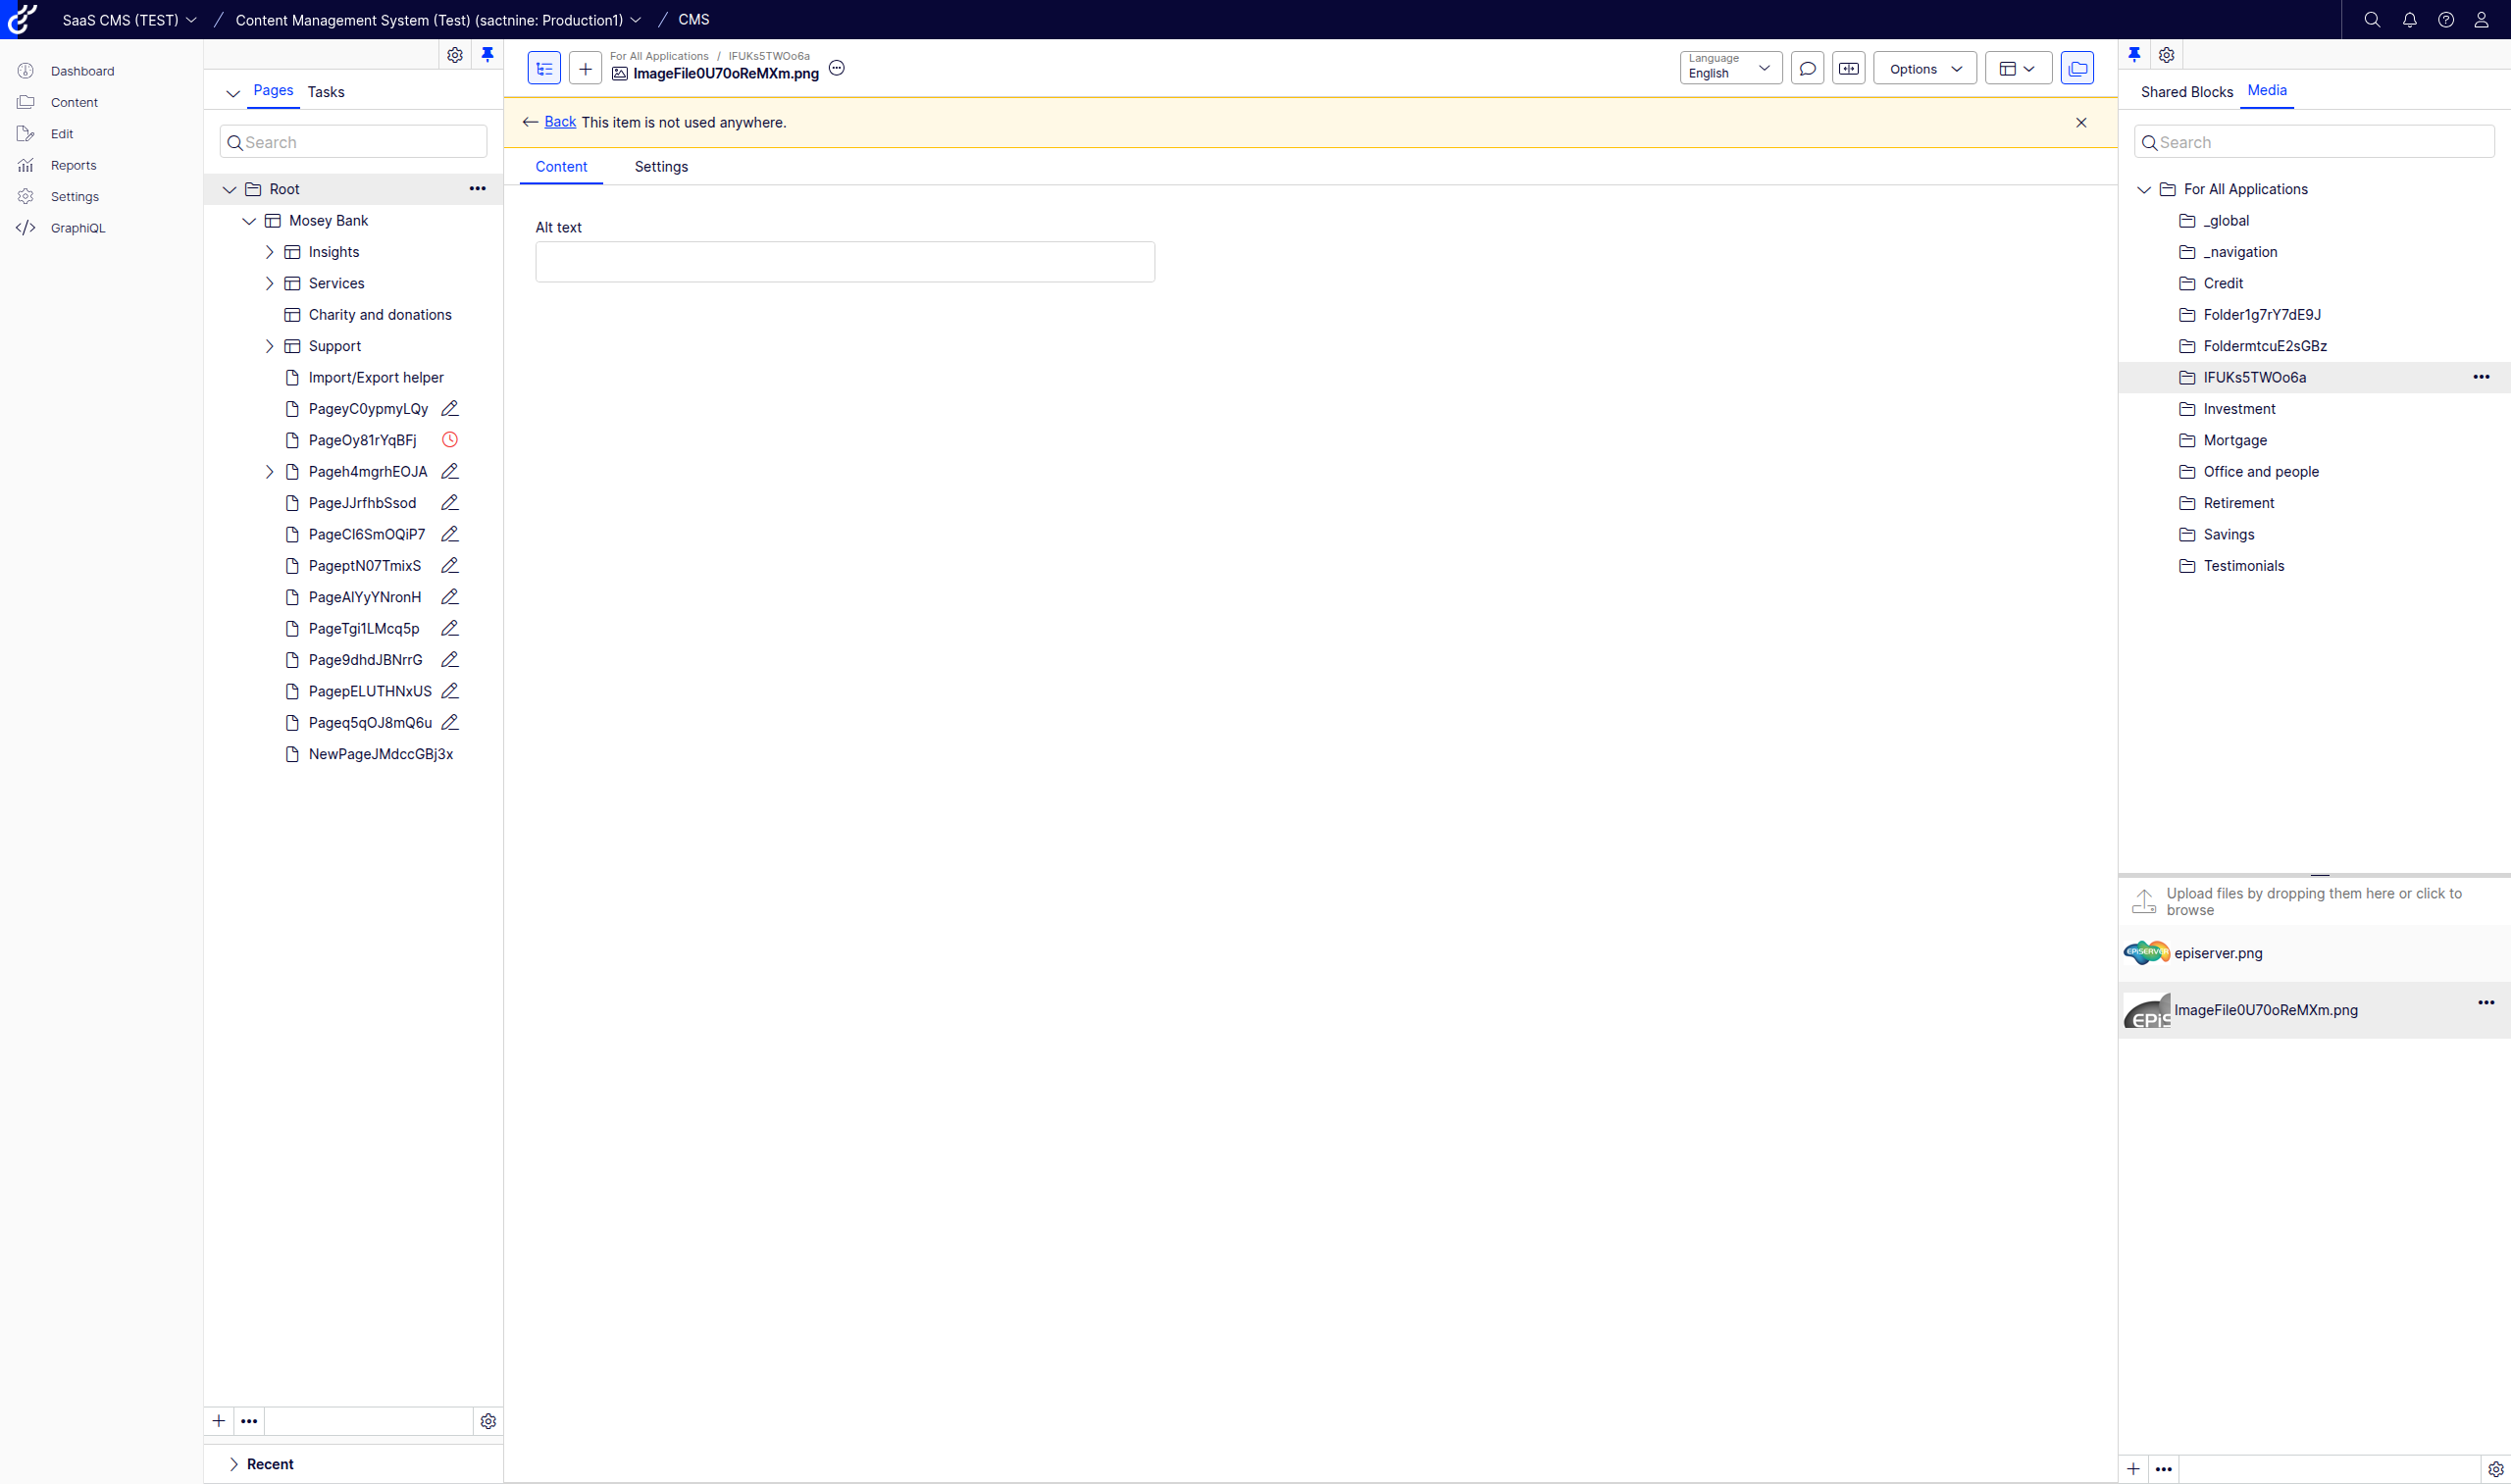 SaaS CMS (TEST) / Content Management System (Test) (sactnine: Production1) / CMS
Dashboard
Content
Edit
Reports
Settings
GraphiQL
Pages Tasks
Search
Root
Mosey Bank
Insights
Services
Charity and donations
Support
Import/Export helper
PageyC0ypmyLQy
PageOy81rYqBFj
Pageh4mgrhEOJA
PageJJrfhbSsod
PageCl6SmOQiP7
PageptN07TmixS
PageAlYyYNronH
PageTgi1LMcq5p
Page9dhdJBNrrG
PagepELUTHNxUS
Pageq5qOJ8mQ6u
NewPageJMdccGBj3x
Recent
For All Applications / IFUKs5TWOo6a
ImageFile0U70oReMXm.png
Language
English
Options
Back This item is not used anywhere.
Content Settings
Alt text
Shared Blocks Media
Search
For All Applications
_global
_navigation
Credit
Folder1g7rY7dE9J
FoldermtcuE2sGBz
IFUKs5TWOo6a
Investment
Mortgage
Office and people
Retirement
Savings
Testimonials
Upload files by dropping them here or click to
browse
EPISERVER episerver.png
EPiS ImageFile0U70oReMXm.png